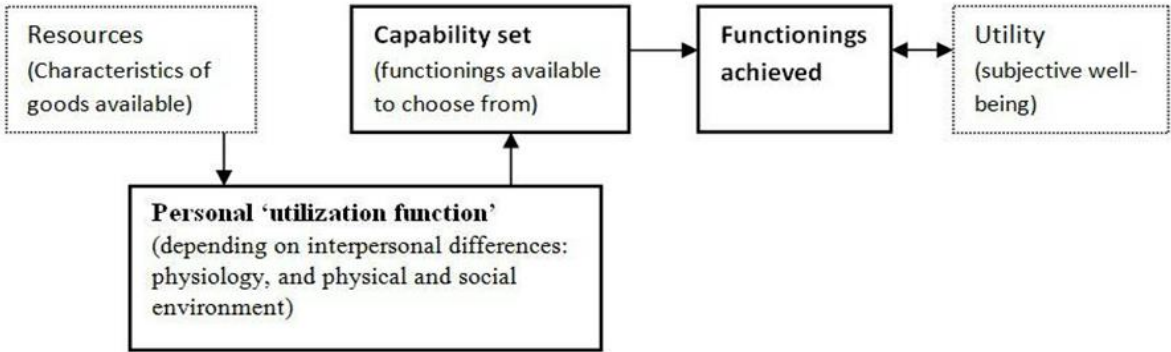 Resources
(Characteristics of
goods available)
Capability set
(functionings available
to choose from)
Functionings
achieved
Utility
(subjective well-
being)
Personal ‘utilization function’
(depending on interpersonal differences:
physiology, and physical and social
environment)